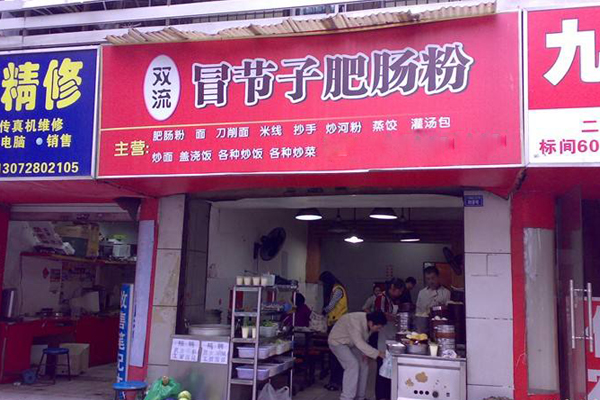 精修
传真机维修
电脑 ● 销售
13072802105
双流
冒节子肥肠粉
主营:
肥肠粉 面 刀削面 米线 抄手 炒河粉 蒸饺 灌汤包
炒面 盖浇饭 各种炒饭 各种炒菜
九
二
标间60